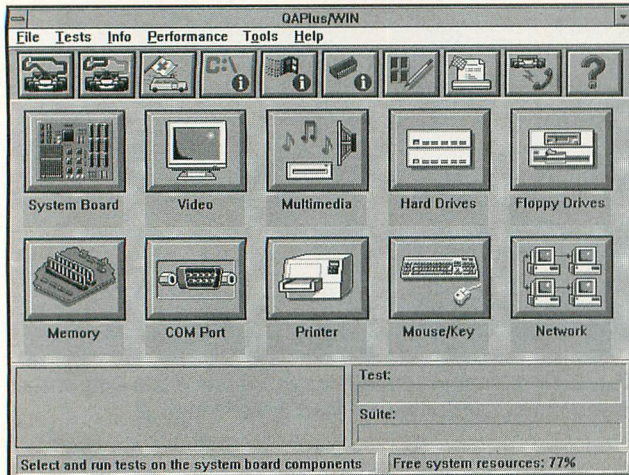 QAPlus/WIN
File Tests Info Performance Tools Help
C:\
System Board Video Multimedia Hard Drives Floppy Drives
Memory COM Port Printer Mouse/Key Network
Test:
Suite:
Select and run tests on the system board components Free system resources: 77%